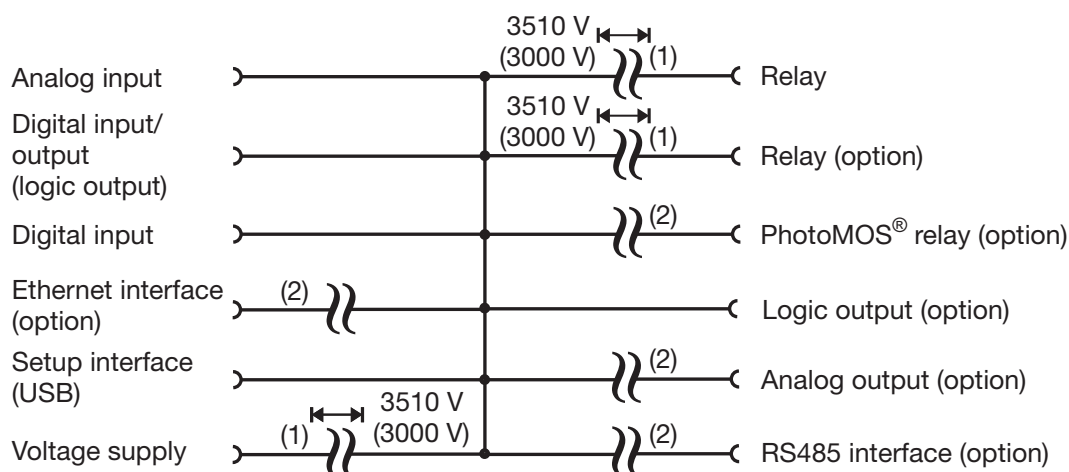 3510 V
(3000 V)
(1)
Analog input
Relay
3510 V
(3000 V)
(1)
Digital input/
output
(logic output)
Relay (option)
Digital input
(2)
PhotoMOS® relay (option)
Ethernet interface
(option)
(2)
Logic output (option)
Setup interface
(USB)
(2)
Analog output (option)
3510 V
(3000 V)
(1)
Voltage supply
(2)
RS485 interface (option)